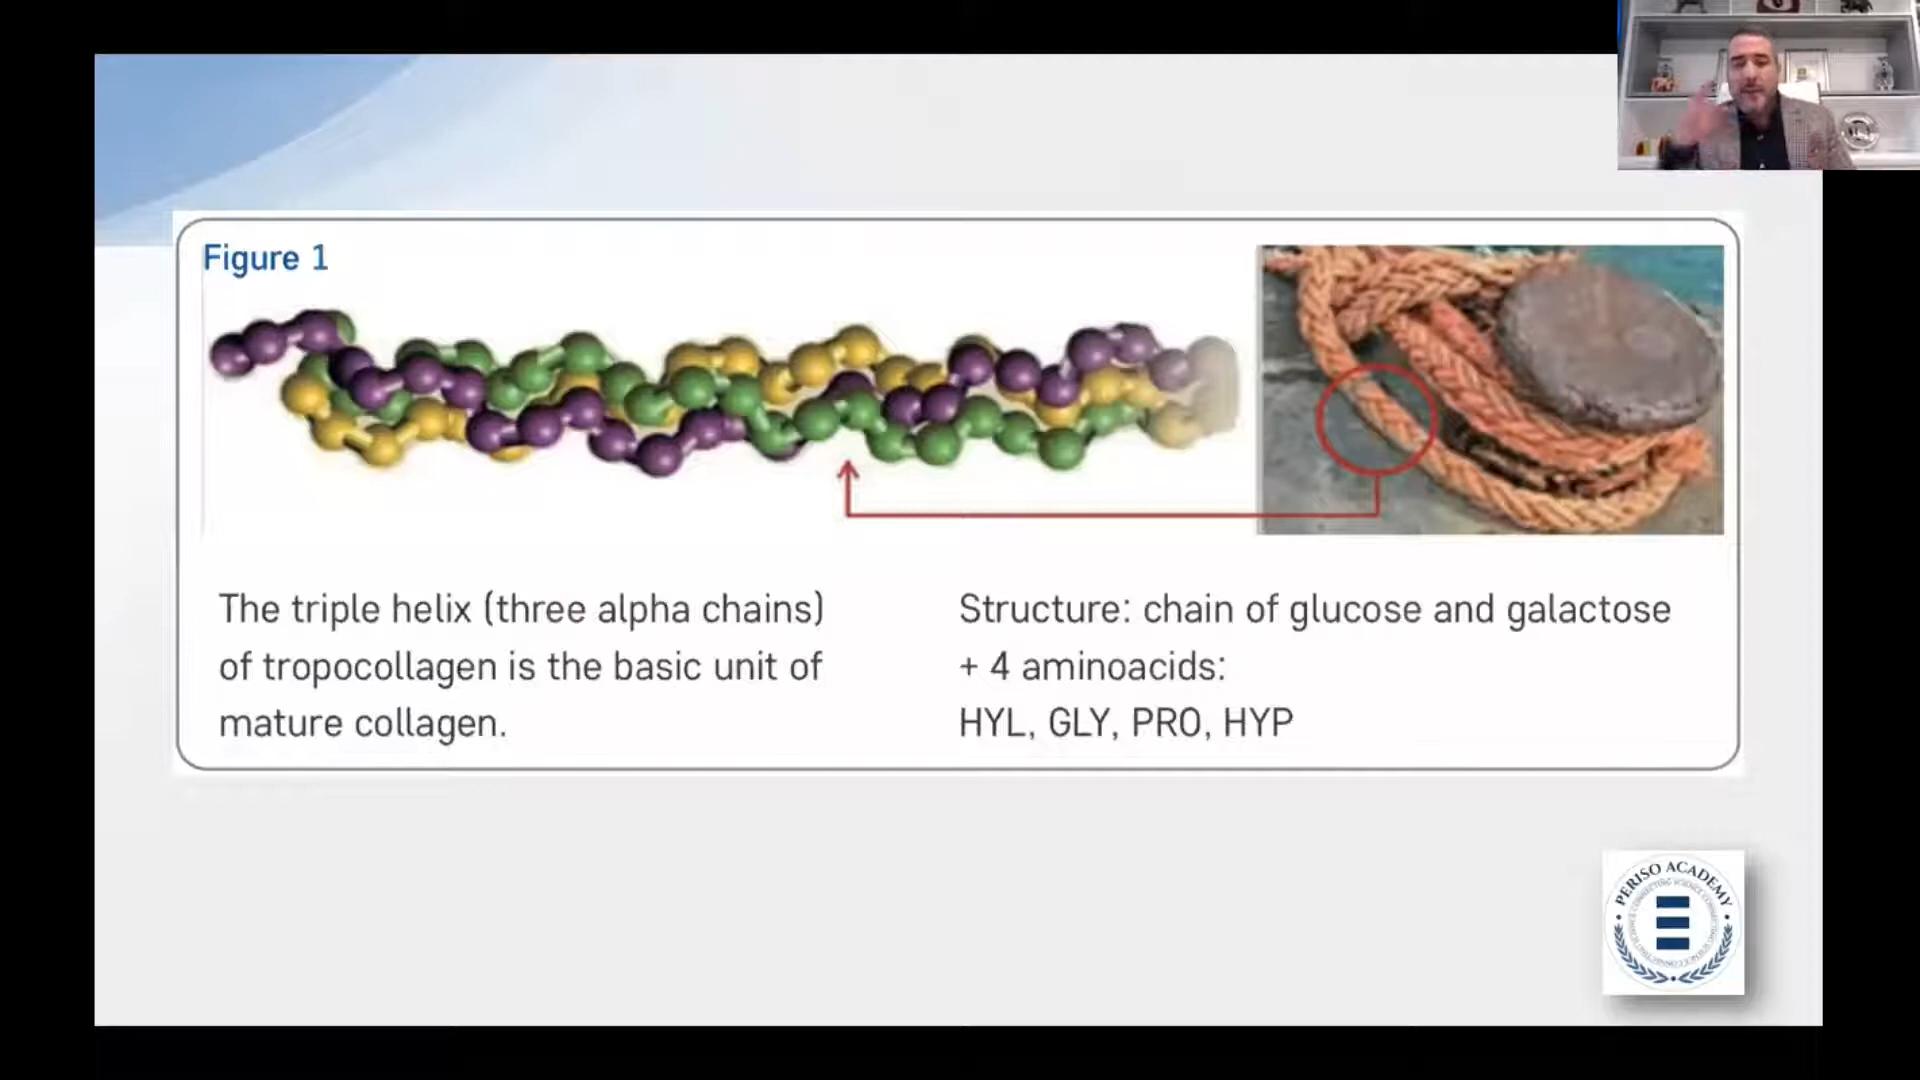 Figure 1
The triple helix (three alpha chains)
of tropocollagen is the basic unit of
mature collagen.
Structure: chain of glucose and galactose
+ 4 aminoacids:
HYL, GLY, PRO, HYP
PERISO ACADEMY